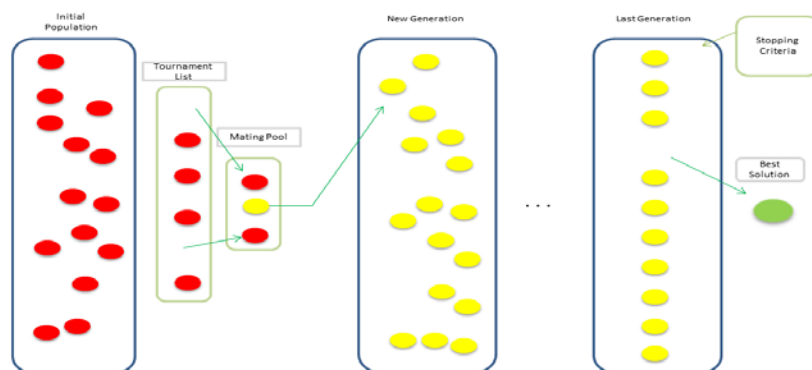 Initial
Population
Tournament
List
Mating Pool
New Generation
. . .
Last Generation
Stopping
Criteria
Best
Solution